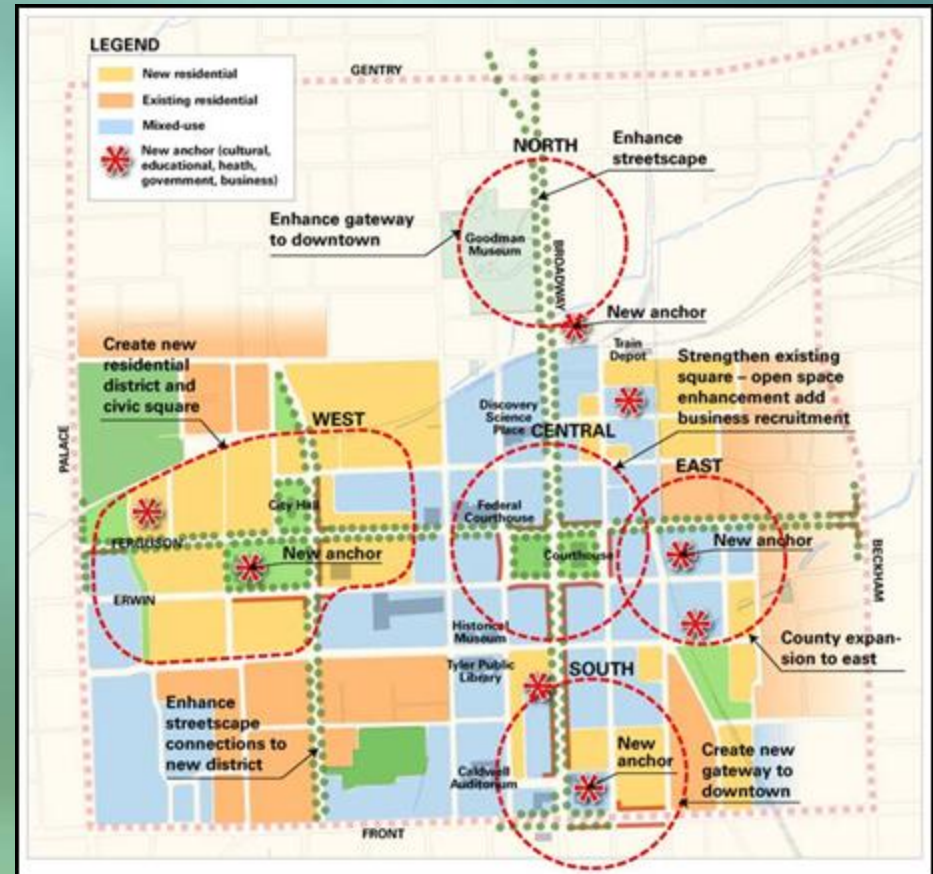 LEGEND
New residential
Existing residential
Mixed-use
New anchor (cultural,
educational, heath,
government, business)
GENTRY
NORTH
Enhance
streetscape
Enhance gateway
to downtown
Goodman
Museum
BROADWAY
New anchor
Train
Depot
Create new
residential
district and
civic square
Strengthen existing
square – open space
enhancement add
business recruitment
PALACE
WEST
Discovery
Science
Place
CENTRAL
EAST
City Hall
Federal
Courthouse
FERGUSON
New anchor
Courthouse
New anchor
BECKHAM
ERWIN
Historical
Museum
County expan-
sion to east
Tyler Public
Library
SOUTH
Enhance
streetscape
connections to
new district
New
anchor
Create new
gateway to
downtown
Caldwell
Auditorium
FRONT